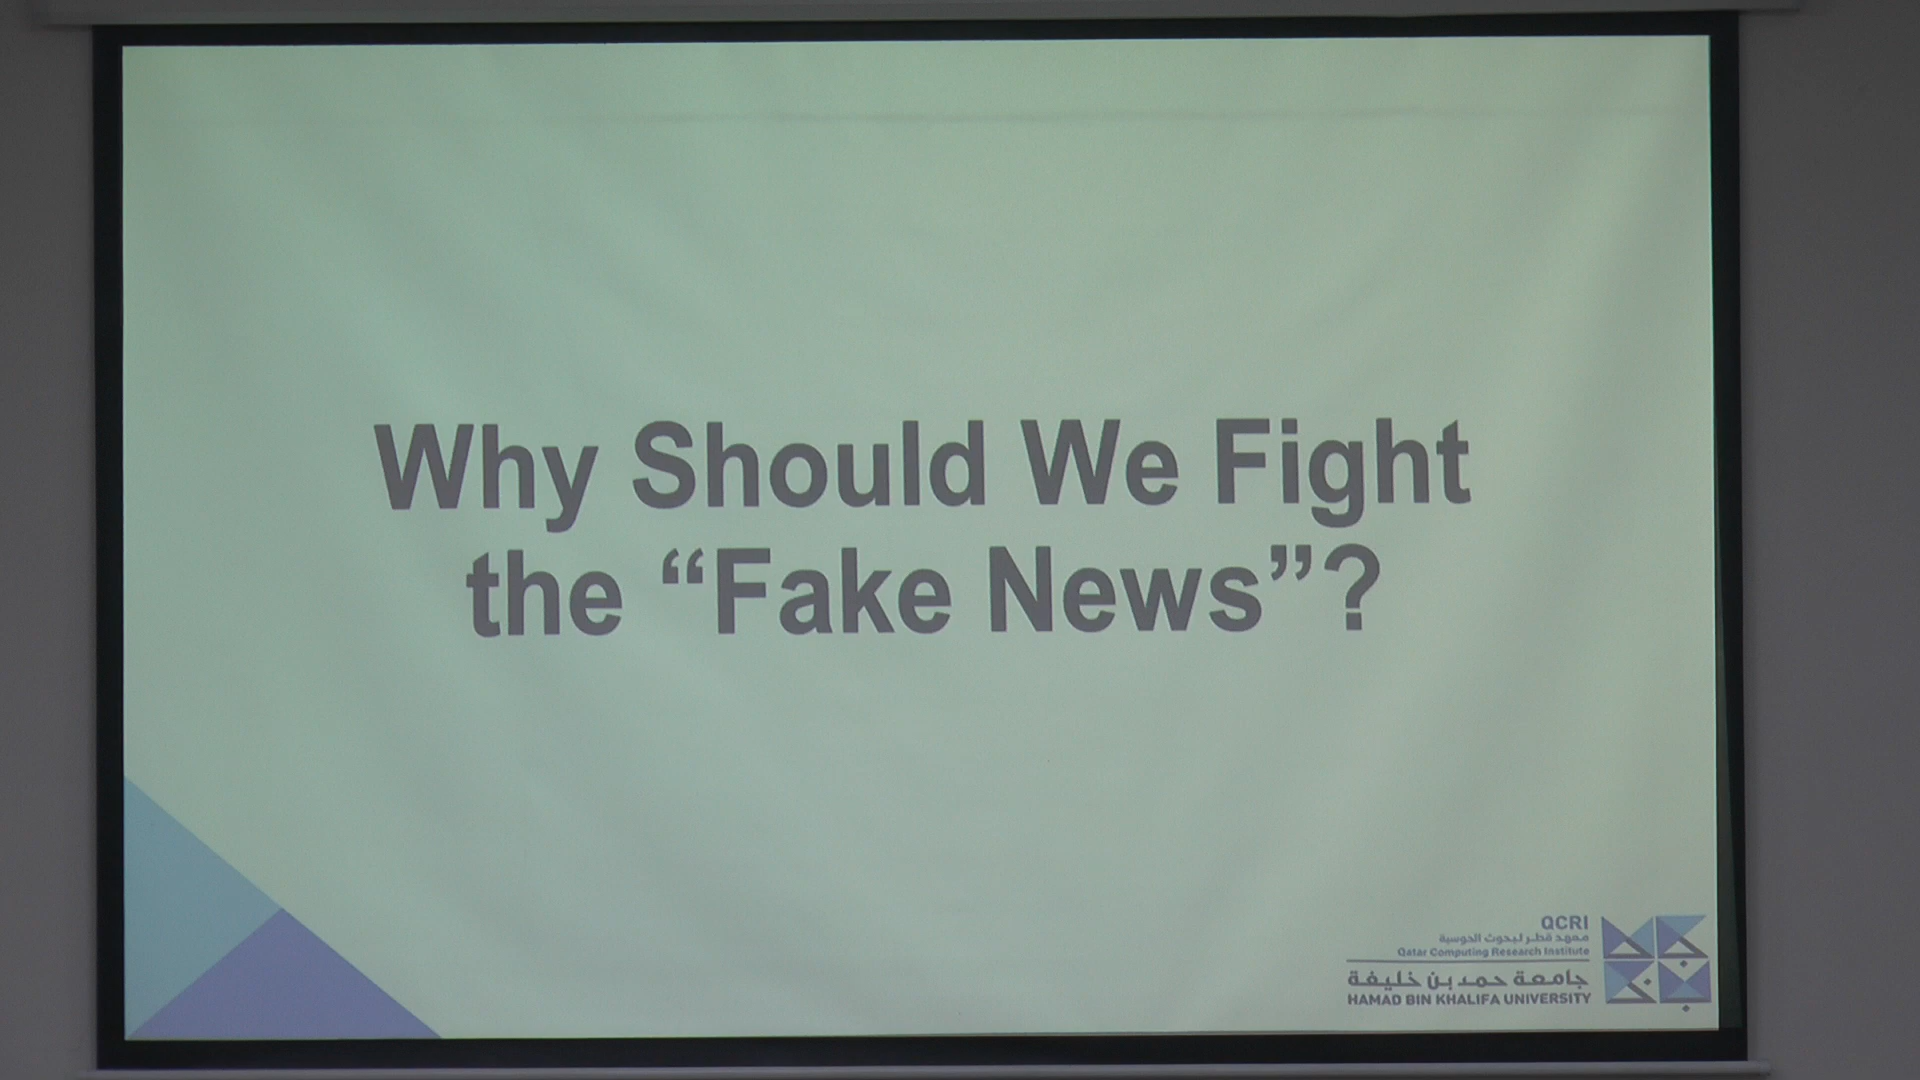 Why Should We Fight
the “Fake News”?
QCRI
معهد قطر لبحوث الحوسبة
Qatar Computing Research Institute
جامعة حمد بن خليفة
HAMAD BIN KHALIFA UNIVERSITY